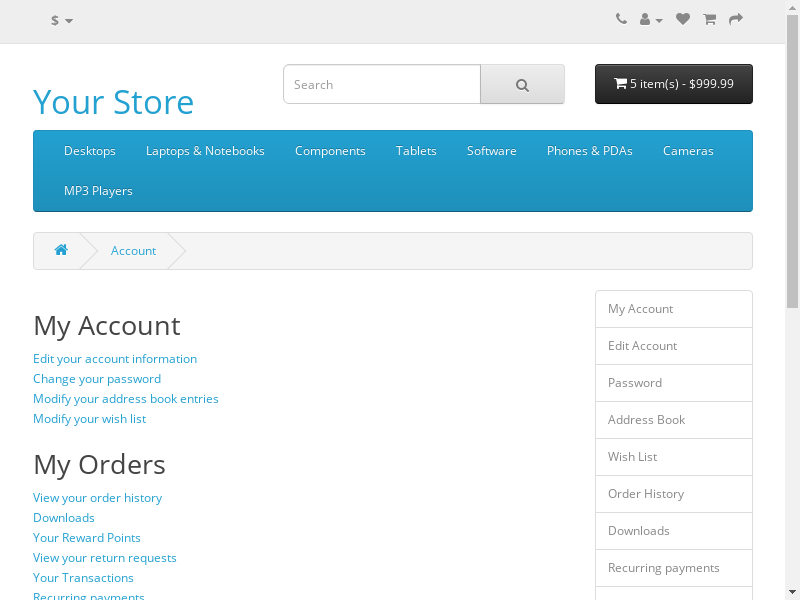 $
Your Store
Search
5 item(s) - $999.99
Desktops
Laptops & Notebooks
Components
Tablets
Software
Phones & PDAs
Cameras
MP3 Players
Account
My Account
Edit your account information
Change your password
Modify your address book entries
Modify your wish list
My Orders
View your order history
Downloads
Your Reward Points
View your return requests
Your Transactions
Recurring payments
My Account
Edit Account
Password
Address Book
Wish List
Order History
Downloads
Recurring payments